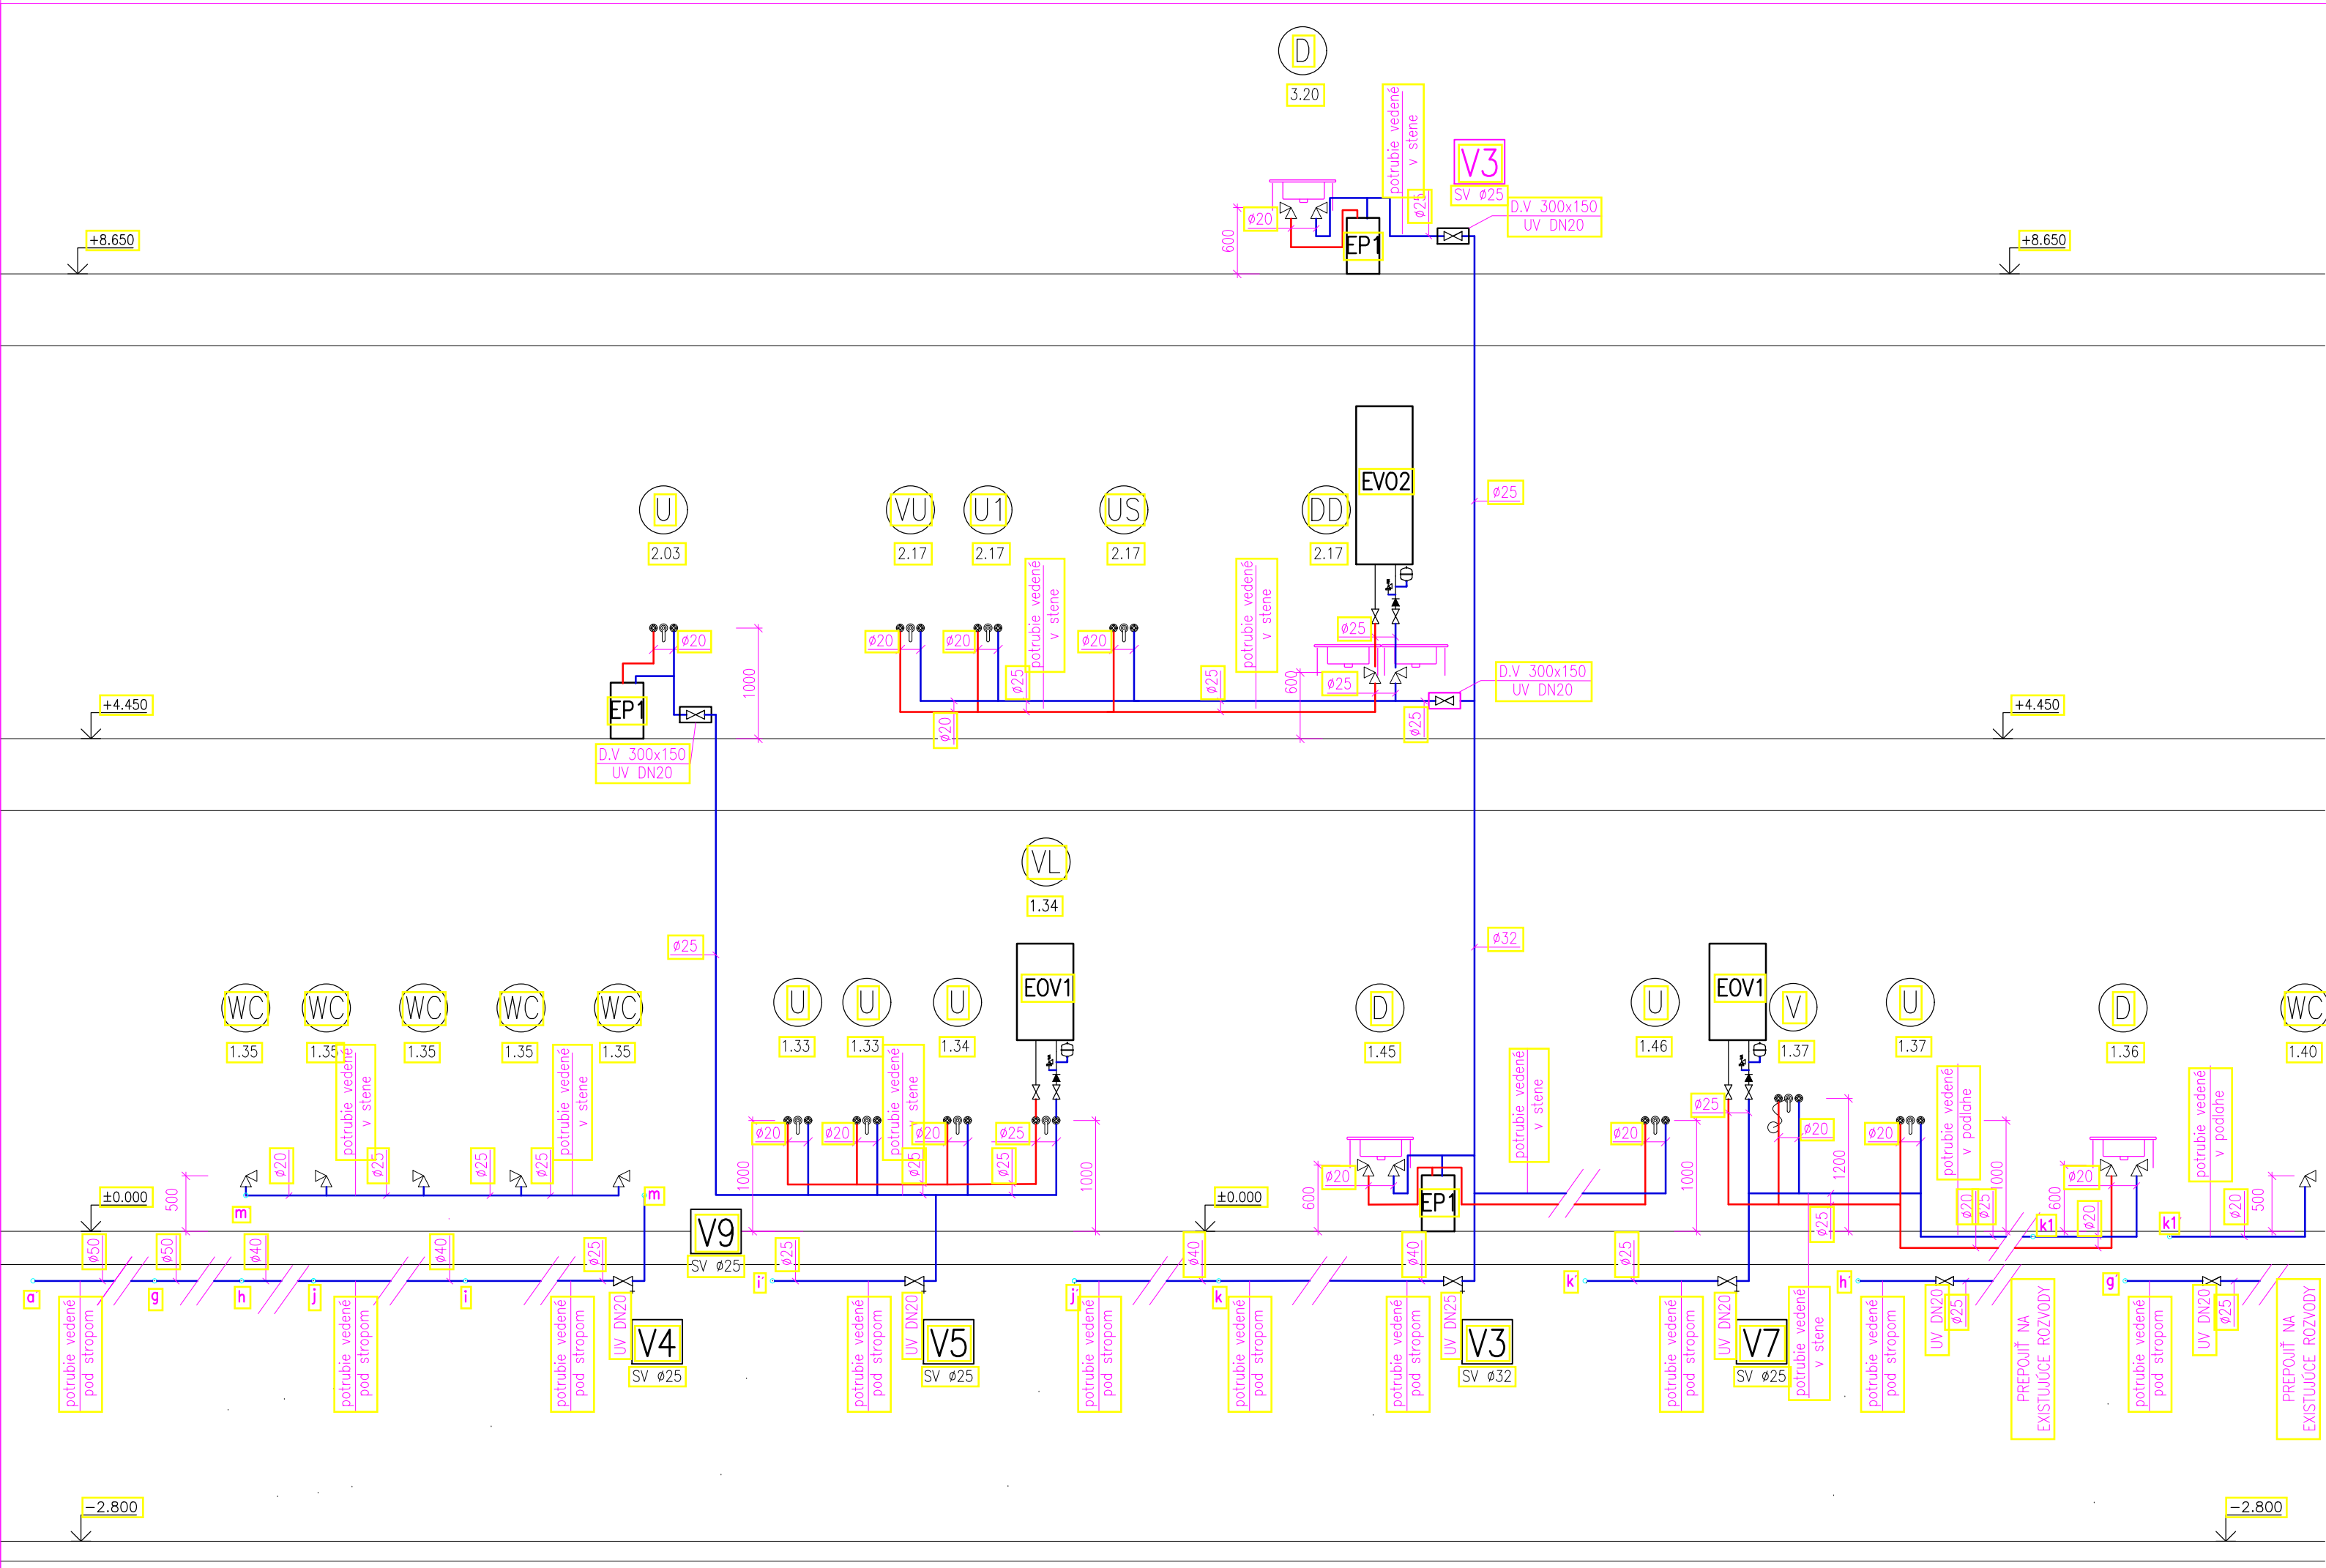 D
3.20
potrubie vedené
v stene
V3
SV ø25
ø25
D.V 300x150
UV DN20
ø20
600
EP1
+8.650
+8.650
EVO2
ø25
U
VU
U1
US
DD
2.03
2.17
2.17
2.17
2.17
potrubie vedené
v stene
potrubie vedené
v stene
ø20
ø20
ø20
ø20
ø25
1000
ø25
ø25
600
ø25
D.V 300x150
UV DN20
EP1
ø20
ø25
+4.450
+4.450
D.V 300x150
UV DN20
VL
1.34
ø25
ø32
EOV1
EOV1
WC
WC
WC
WC
WC
U
U
U
D
U
V
U
D
WC
1.35
1.35
1.35
1.35
1.35
1.33
1.33
1.34
1.45
1.46
1.37
1.37
1.36
1.40
potrubie vedené
v stene
potrubie vedené
v stene
potrubie vedené
v stene
potrubie vedené
v stene
potrubie vedené
v podlahe
potrubie vedené
v podlahe
ø20
ø25
ø25
ø25
ø20
ø20
ø20
ø25
ø25
ø25
ø20
ø20
ø25
ø20
ø20
ø20
500
1000
1000
600
1000
1200
1000
600
500
±0.000
±0.000
m'
m
V9
SV ø25
EP1
ø25
ø20
ø25
k1
ø20
k1'
ø20
ø50
ø50
ø40
ø40
ø25
ø25
ø40
ø40
ø25
a'
g
h
j
i
i'
j'
k
k'
h'
g'
potrubie vedené
pod stropom
potrubie vedené
pod stropom
potrubie vedené
pod stropom
UV DN20
V4
SV ø25
potrubie vedené
pod stropom
UV DN20
V5
SV ø25
potrubie vedené
pod stropom
potrubie vedené
pod stropom
potrubie vedené
pod stropom
UV DN25
V3
SV ø32
potrubie vedené
pod stropom
UV DN20
V7
SV ø25
potrubie vedené
v stene
potrubie vedené
pod stropom
UV DN20
ø25
PREPOJIŤ NA
EXISTUJÚCE ROZVODY
potrubie vedené
pod stropom
UV DN20
ø25
PREPOJIŤ NA
EXISTUJÚCE ROZVODY
−2.800
−2.800